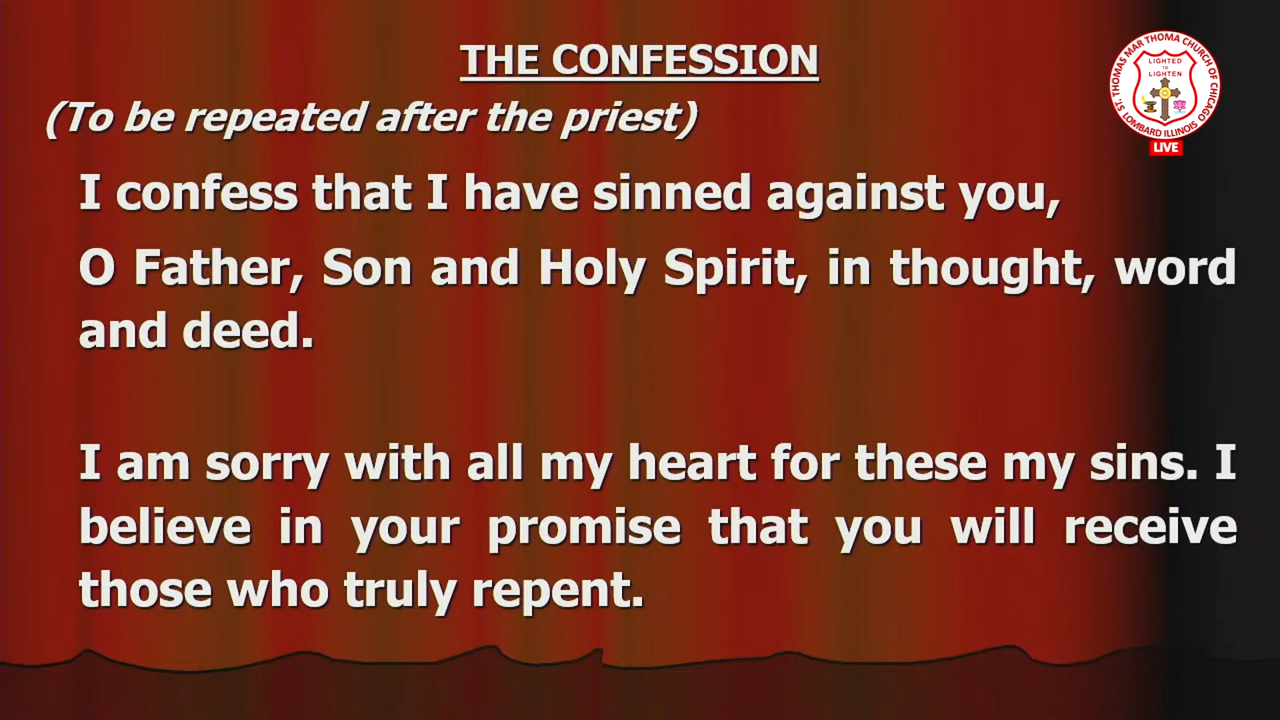 THE CONFESSION
(To be repeated after the priest)
I confess that I have sinned against you,
O Father, Son and Holy Spirit, in thought, word
and deed.
I am sorry with all my heart for these my sins. I
believe in your promise that you will receive
those who truly repent.
ST. THOMAS MAR THOMA CHURCH OF CHICAGO
LOMBARD ILLINOIS
LIGHTED
TO
LIGHTEN
LIVE